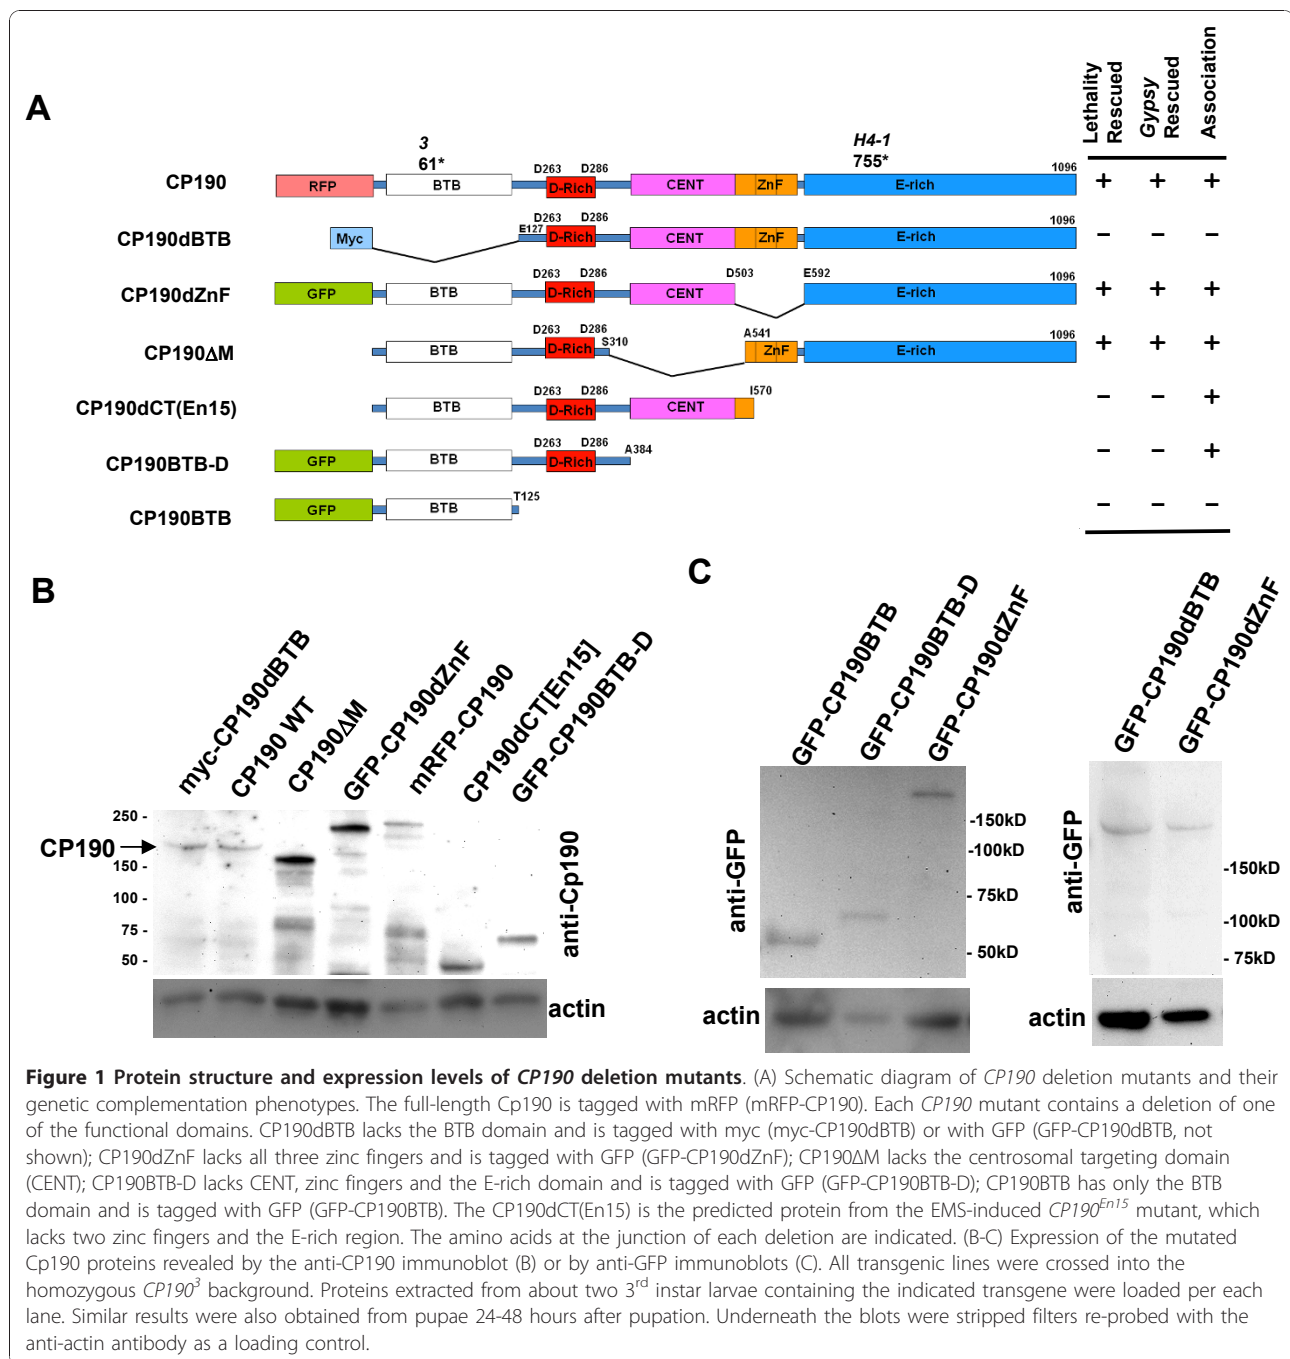 A
Lethality Rescued
Gypsy Rescued
Association
3
61*
H4-1
755*
CP190
RFP
BTB
D263
D286
D-Rich
CENT
ZnF
E-rich
1096
+ + +
CP190dBTB
Myc
E127
D263
D286
D-Rich
CENT
ZnF
E-rich
1096
– – –
CP190dZnF
GFP
BTB
D263
D286
D-Rich
CENT
D503
E592
E-rich
1096
+ + +
CP190ΔM
BTB
D263
D286
D-Rich
S310
A541
ZnF
E-rich
1096
+ + +
CP190dCT(En15)
BTB
D263
D286
D-Rich
CENT
I570
– – +
CP190BTB-D
GFP
BTB
D263
D286
D-Rich
A384
– – +
CP190BTB
GFP
BTB
T125
– – –
B
myc-CP190dBTB
CP190 WT
CP190ΔM
GFP-CP190dZnF
mRFP-CP190
CP190dCT[En15]
GFP-CP190BTB-D
250 -
CP190
150 -
100 -
75 -
50 -
anti-Cp190
actin
C
GFP-CP190BTB
GFP-CP190BTB-D
GFP-CP190dZnF
anti-GFP
-150kD
-100kD
- 75kD
- 50kD
actin
GFP-CP190dBTB
GFP-CP190dZnF
anti-GFP
-150kD
-100kD
- 75kD
actin
Figure 1 Protein structure and expression levels of CP190 deletion mutants. (A) Schematic diagram of CP190 deletion mutants and their
genetic complementation phenotypes. The full-length Cp190 is tagged with mRFP (mRFP-CP190). Each CP190 mutant contains a deletion of one
of the functional domains. CP190dBTB lacks the BTB domain and is tagged with myc (myc-CP190dBTB) or with GFP (GFP-CP190dBTB, not
shown); CP190dZnF lacks all three zinc fingers and is tagged with GFP (GFP-CP190dZnF); CP190ΔM lacks the centrosomal targeting domain
(CENT); CP190BTB-D lacks CENT, zinc fingers and the E-rich domain and is tagged with GFP (GFP-CP190BTB-D); CP190BTB has only the BTB
domain and is tagged with GFP (GFP-CP190BTB). The CP190dCT(En15) is the predicted protein from the EMS-induced CP190^En15 mutant, which
lacks two zinc fingers and the E-rich region. The amino acids at the junction of each deletion are indicated. (B-C) Expression of the mutated
Cp190 proteins revealed by the anti-CP190 immunoblot (B) or by anti-GFP immunoblots (C). All transgenic lines were crossed into the
homozygous CP190^3 background. Proteins extracted from about two 3rd instar larvae containing the indicated transgene were loaded per each
lane. Similar results were also obtained from pupae 24-48 hours after pupation. Underneath the blots were stripped filters re-probed with the
anti-actin antibody as a loading control.